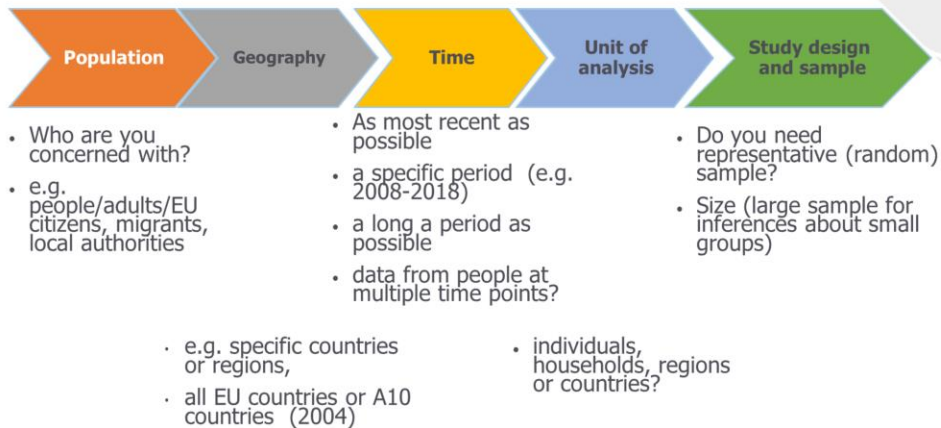 Population
Geography
Time
Unit of
analysis
Study design
and sample
• Who are you
concerned with?
• e.g.
people/adults/EU
citizens, migrants,
local authorities
• As most recent as
possible
• a specific period (e.g.
2008-2018)
• a long a period as
possible
• data from people at
multiple time points?
• Do you need
representative (random)
sample?
• Size (large sample for
inferences about small
groups)
• e.g. specific countries
or regions,
• all EU countries or A10
countries (2004)
• individuals,
households, regions
or countries?